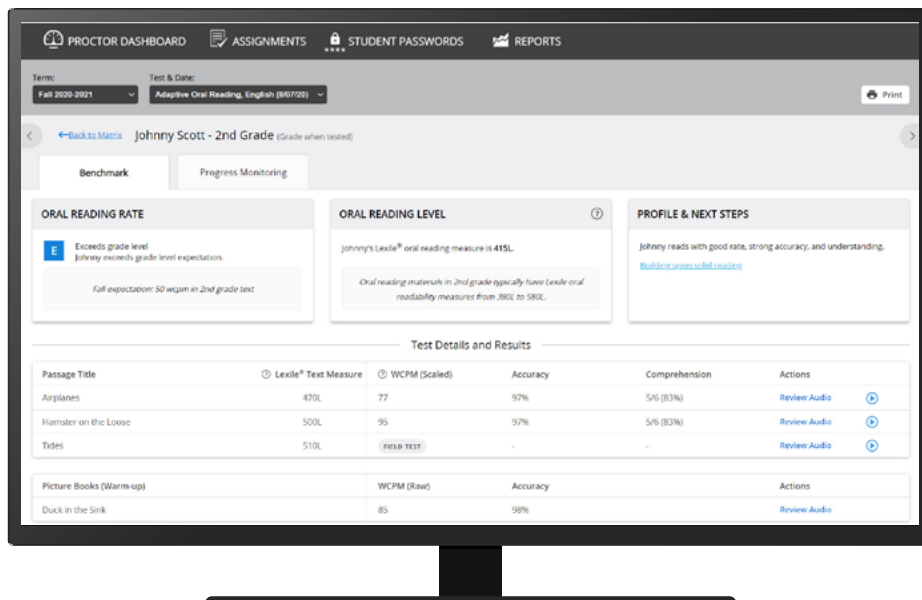 PROCTOR DASHBOARD ASSIGNMENTS STUDENT PASSWORDS REPORTS
Term: Test & Date:
Fall 2020-2021 Adaptive Oral Reading, English (8/07/20) Print
←Back to Matrix Johnny Scott - 2nd Grade (Grade when tested)
Benchmark Progress Monitoring
ORAL READING RATE
E Exceeds grade level
Johnny exceeds grade level expectation.
Fall expectation: 50 wcpm in 2nd grade text
ORAL READING LEVEL ?
Johnny's Lexile® oral reading measure is 415L.
Oral reading materials in 2nd grade typically have Lexile oral
readability measures from 380L to 580L.
PROFILE & NEXT STEPS
Johnny reads with good rate, strong accuracy, and understanding.
Building upon solid reading
Test Details and Results
Passage Title ? Lexile® Text Measure ? WCPM (Scaled) Accuracy Comprehension Actions
Airplanes 470L 77 97% 5/6 (83%) Review Audio
Hamster on the Loose 500L 95 97% 5/6 (83%) Review Audio
Tides 510L FIELD TEST - - Review Audio
Picture Books (Warm-up) WCPM (Raw) Accuracy Actions
Duck in the Sink 85 98% Review Audio